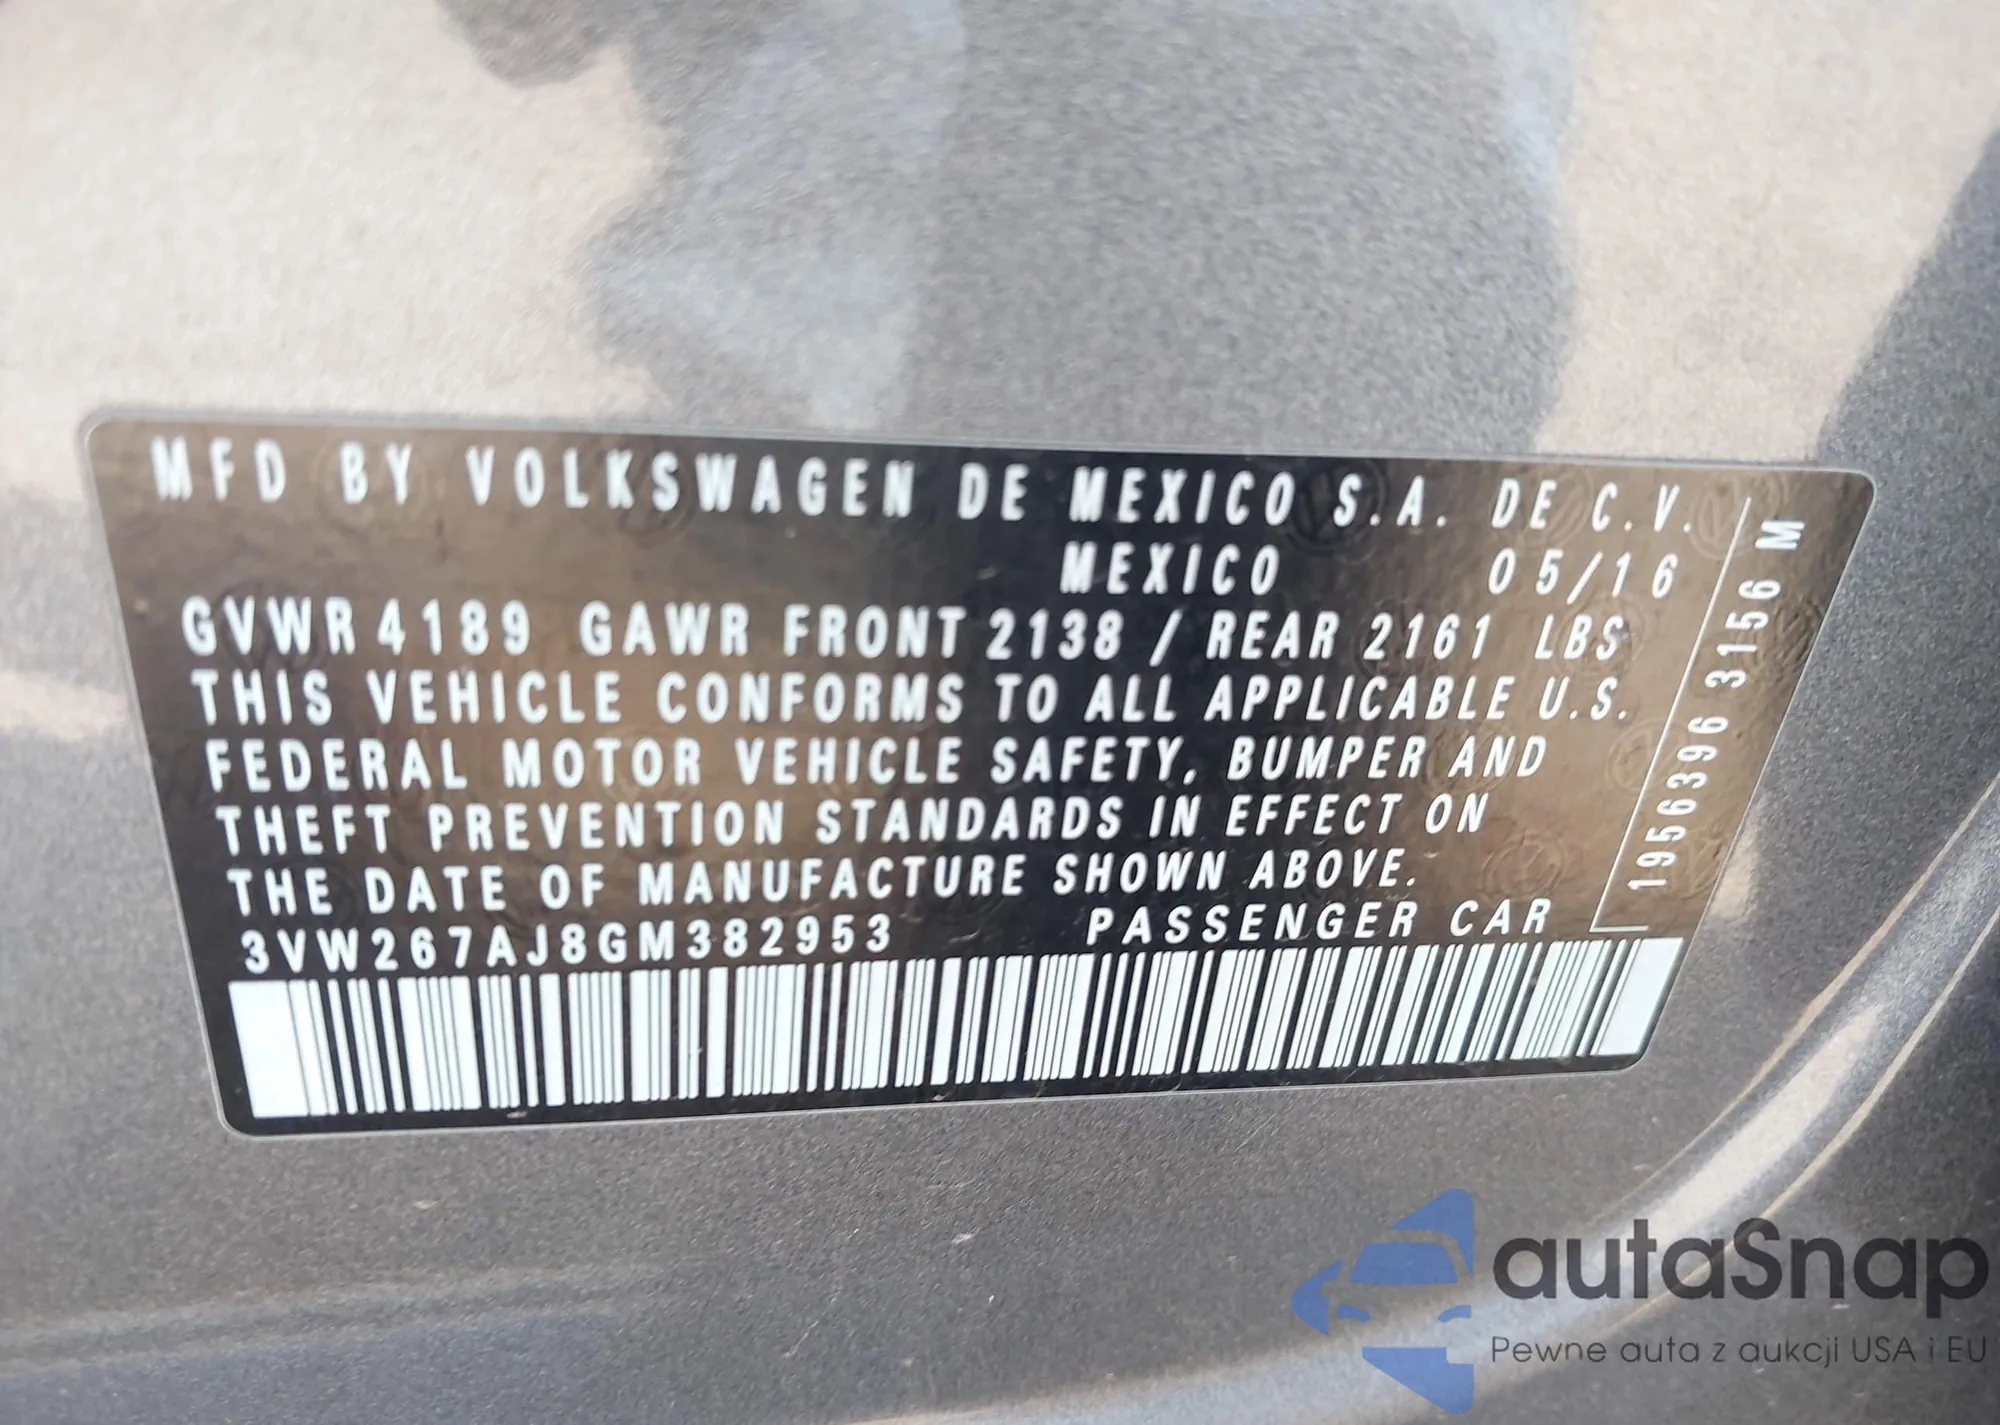 MFD BY VOLKSWAGEN DE MEXICO S.A. DE C.V.
MEXICO 05/16
GVWR 4189 GAWR FRONT 2138 / REAR 2161 LBS
THIS VEHICLE CONFORMS TO ALL APPLICABLE U.S.
FEDERAL MOTOR VEHICLE SAFETY, BUMPER AND
THEFT PREVENTION STANDARDS IN EFFECT ON
THE DATE OF MANUFACTURE SHOWN ABOVE.
3VW267AJ8GM382953 PASSENGER CAR
1956396 3156 M
autaSnap
Pewne auta z aukcji USA i EU